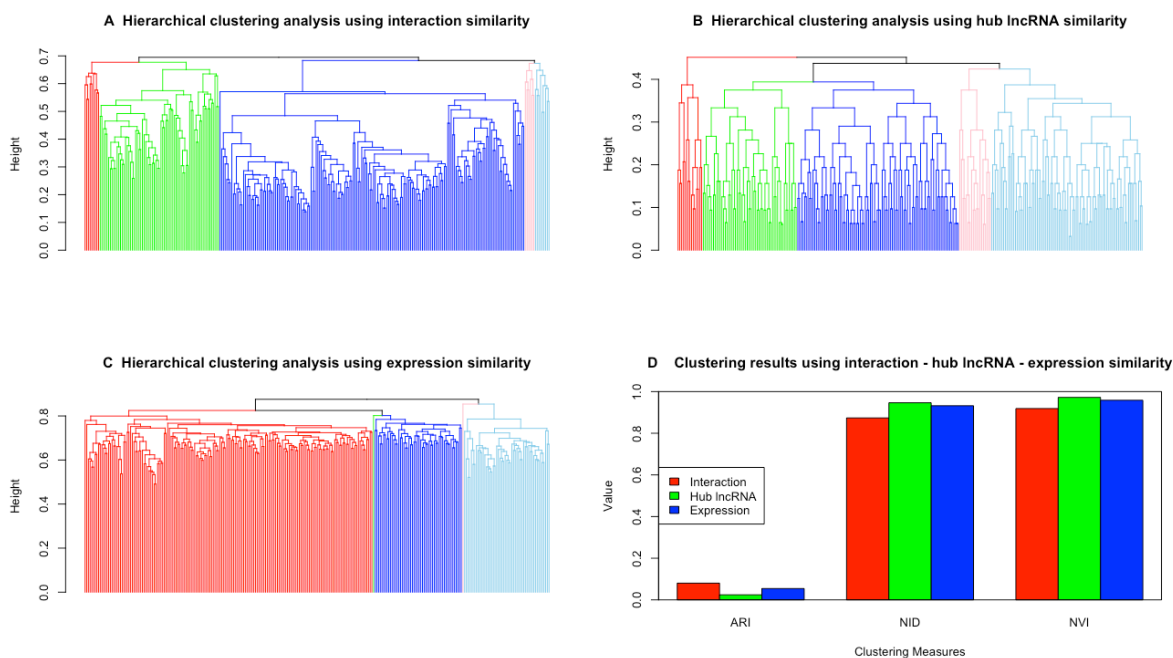 A Hierarchical clustering analysis using interaction similarity
Height
0.7
0.6
0.5
0.4
0.3
0.2
0.1
0.0
B Hierarchical clustering analysis using hub lncRNA similarity
Height
0.4
0.3
0.2
0.1
0.0
C Hierarchical clustering analysis using expression similarity
Height
0.8
0.6
0.4
0.2
0.0
D Clustering results using interaction - hub lncRNA - expression similarity
Value
1.0
0.8
0.6
0.4
0.2
0.0
Interaction
Hub lncRNA
Expression
ARI NID NVI
Clustering Measures